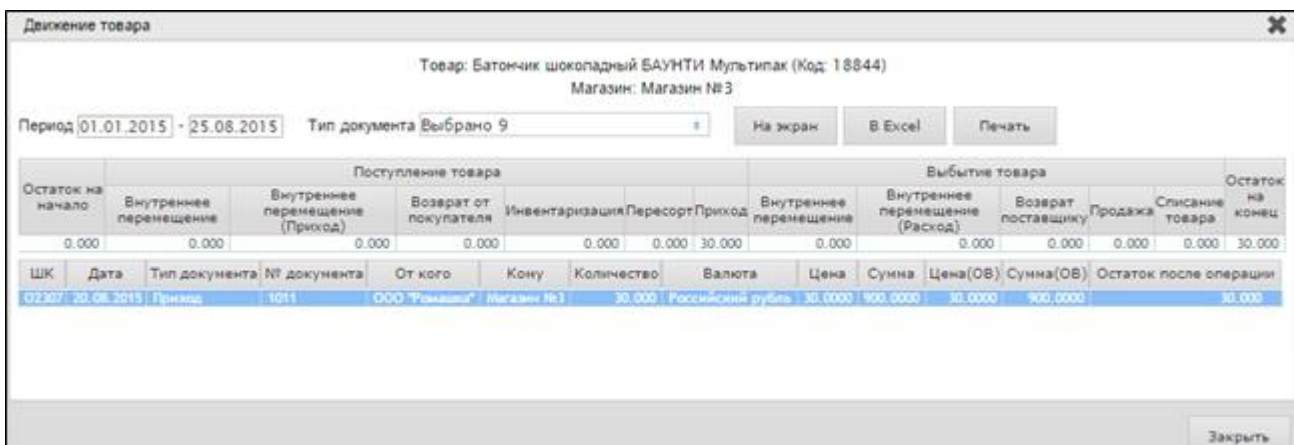 Движение товара
Товар: Батончик шоколадный БАУНТИ Мультипак (Код: 18844)
Магазин: Магазин №3
Период 01.01.2015 - 25.08.2015 Тип документа Выбрано 9 На экран В Excel Печать
Остаток на начало Поступление товара Выбытие товара Остаток на конец
Внутреннее перемещение Внутреннее перемещение (Приход) Возврат от покупателя Инвентаризация Пересорт Приход Внутреннее перемещение Внутреннее перемещение (Расход) Возврат поставщику Продажа Списание товара
0.000 0.000 0.000 0.000 0.000 0.000 30.000 0.000 0.000 0.000 0.000 0.000 30.000
ШК Дата Тип документа № документа От кого Кому Количество Валюта Цена Сумма Цена(ОВ) Сумма(ОВ) Остаток после операции
02307 20.08.2015 Приход 1011 ООО "Ромашка" Магазин №3 30.000 Российский рубль 30.0000 900.0000 30.0000 900.0000 30.000
Закрыть